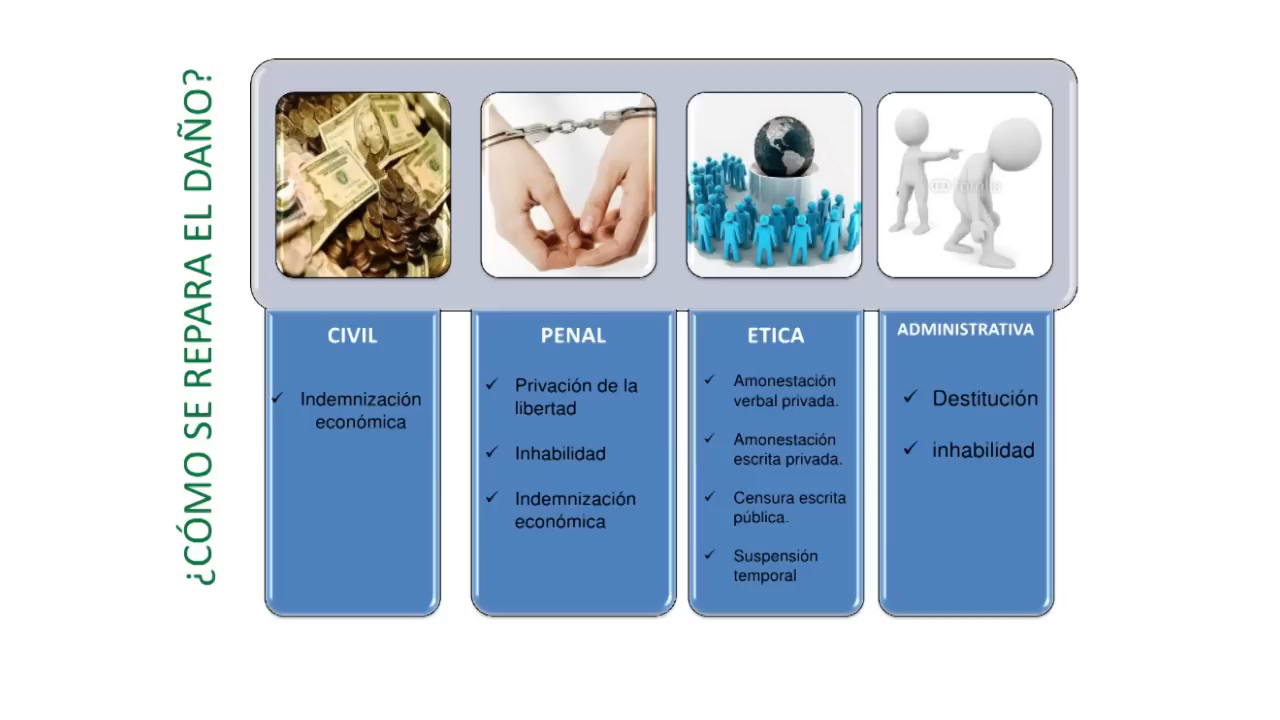 ¿CÓMO SE REPARA EL DAÑO?
CIVIL
Indemnización
económica
PENAL
Privación de la
libertad
Inhabilidad
Indemnización
económica
ETICA
Amonestación
verbal privada.
Amonestación
escrita privada.
Censura escrita
pública.
Suspensión
temporal
ADMINISTRATIVA
Destitución
inhabilidad